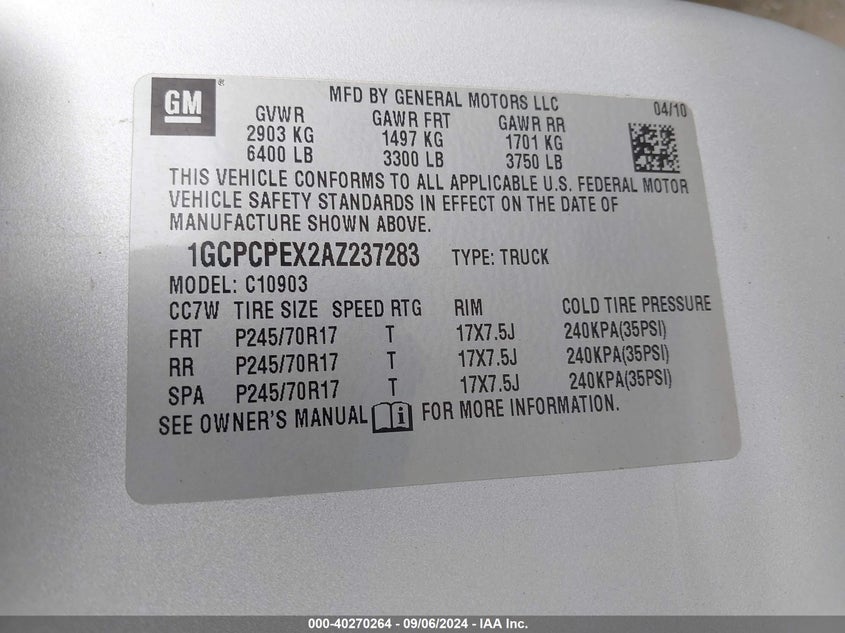 GM®
MFD BY GENERAL MOTORS LLC 04/10
GVWR GAWR FRT GAWR RR
2903 KG 1497 KG 1701 KG
6400 LB 3300 LB 3750 LB
THIS VEHICLE CONFORMS TO ALL APPLICABLE U.S. FEDERAL MOTOR
VEHICLE SAFETY STANDARDS IN EFFECT ON THE DATE OF
MANUFACTURE SHOWN ABOVE.
1GCPCPEX2AZ237283 TYPE: TRUCK
MODEL: C10903
CC7W TIRE SIZE SPEED RTG RIM COLD TIRE PRESSURE
FRT P245/70R17 T 17X7.5J 240KPA(35PSI)
RR P245/70R17 T 17X7.5J 240KPA(35PSI)
SPA P245/70R17 T 17X7.5J 240KPA(35PSI)
SEE OWNER'S MANUAL i FOR MORE INFORMATION.
000-40270264 - 09/06/2024 - IAA Inc.